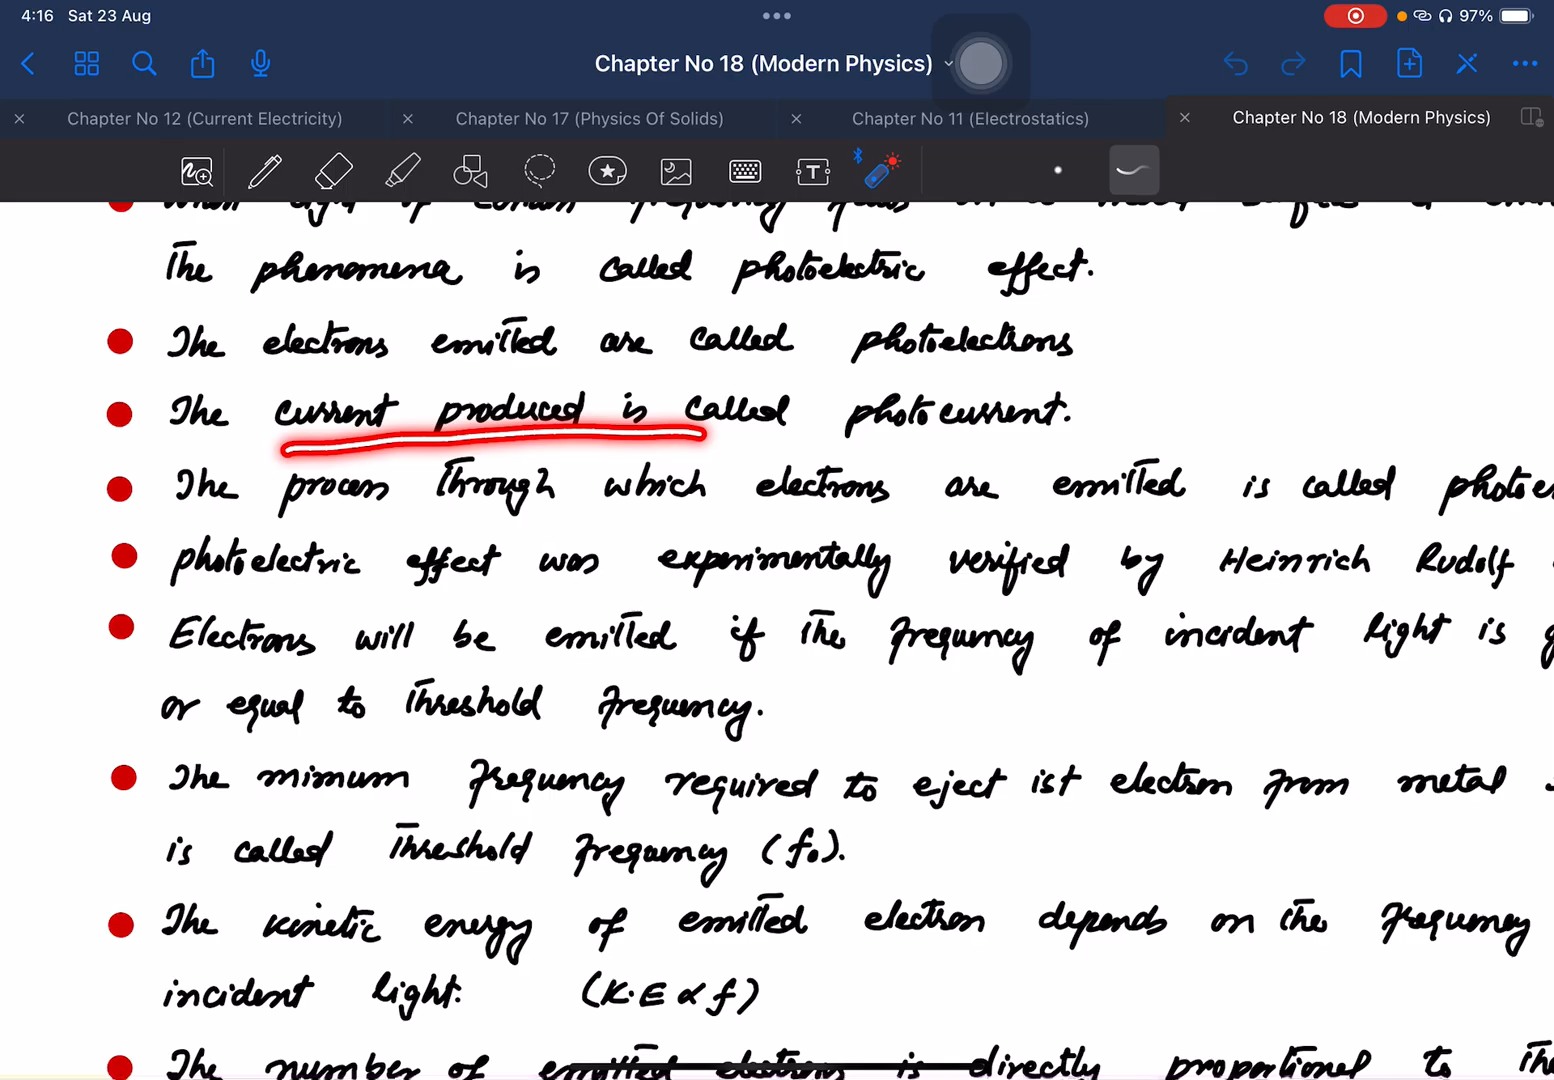 4:16 Sat 23 Aug
97%
Chapter No 18 (Modern Physics)
Chapter No 12 (Current Electricity)
Chapter No 17 (Physics Of Solids)
Chapter No 11 (Electrostatics)
Chapter No 18 (Modern Physics)
T
The phenomena is called photoelectric effect.
The electrons emitted are called photoelectrons
The current produced is called photocurrent.
The process through which electrons are emitted is called
photoelectric effect was experimentally verified by Heinrich Rudolf
Electrons will be emitted if the frequency of incident light is
or equal to threshold frequency.
The mimum frequency required to eject ist electron from metal
is called threshold frequency (f₀).
The kinetic energy of emitted electron depends on the frequency
incident light. (K.E ∝ f)
The number of emitted electrons is directly proportional to